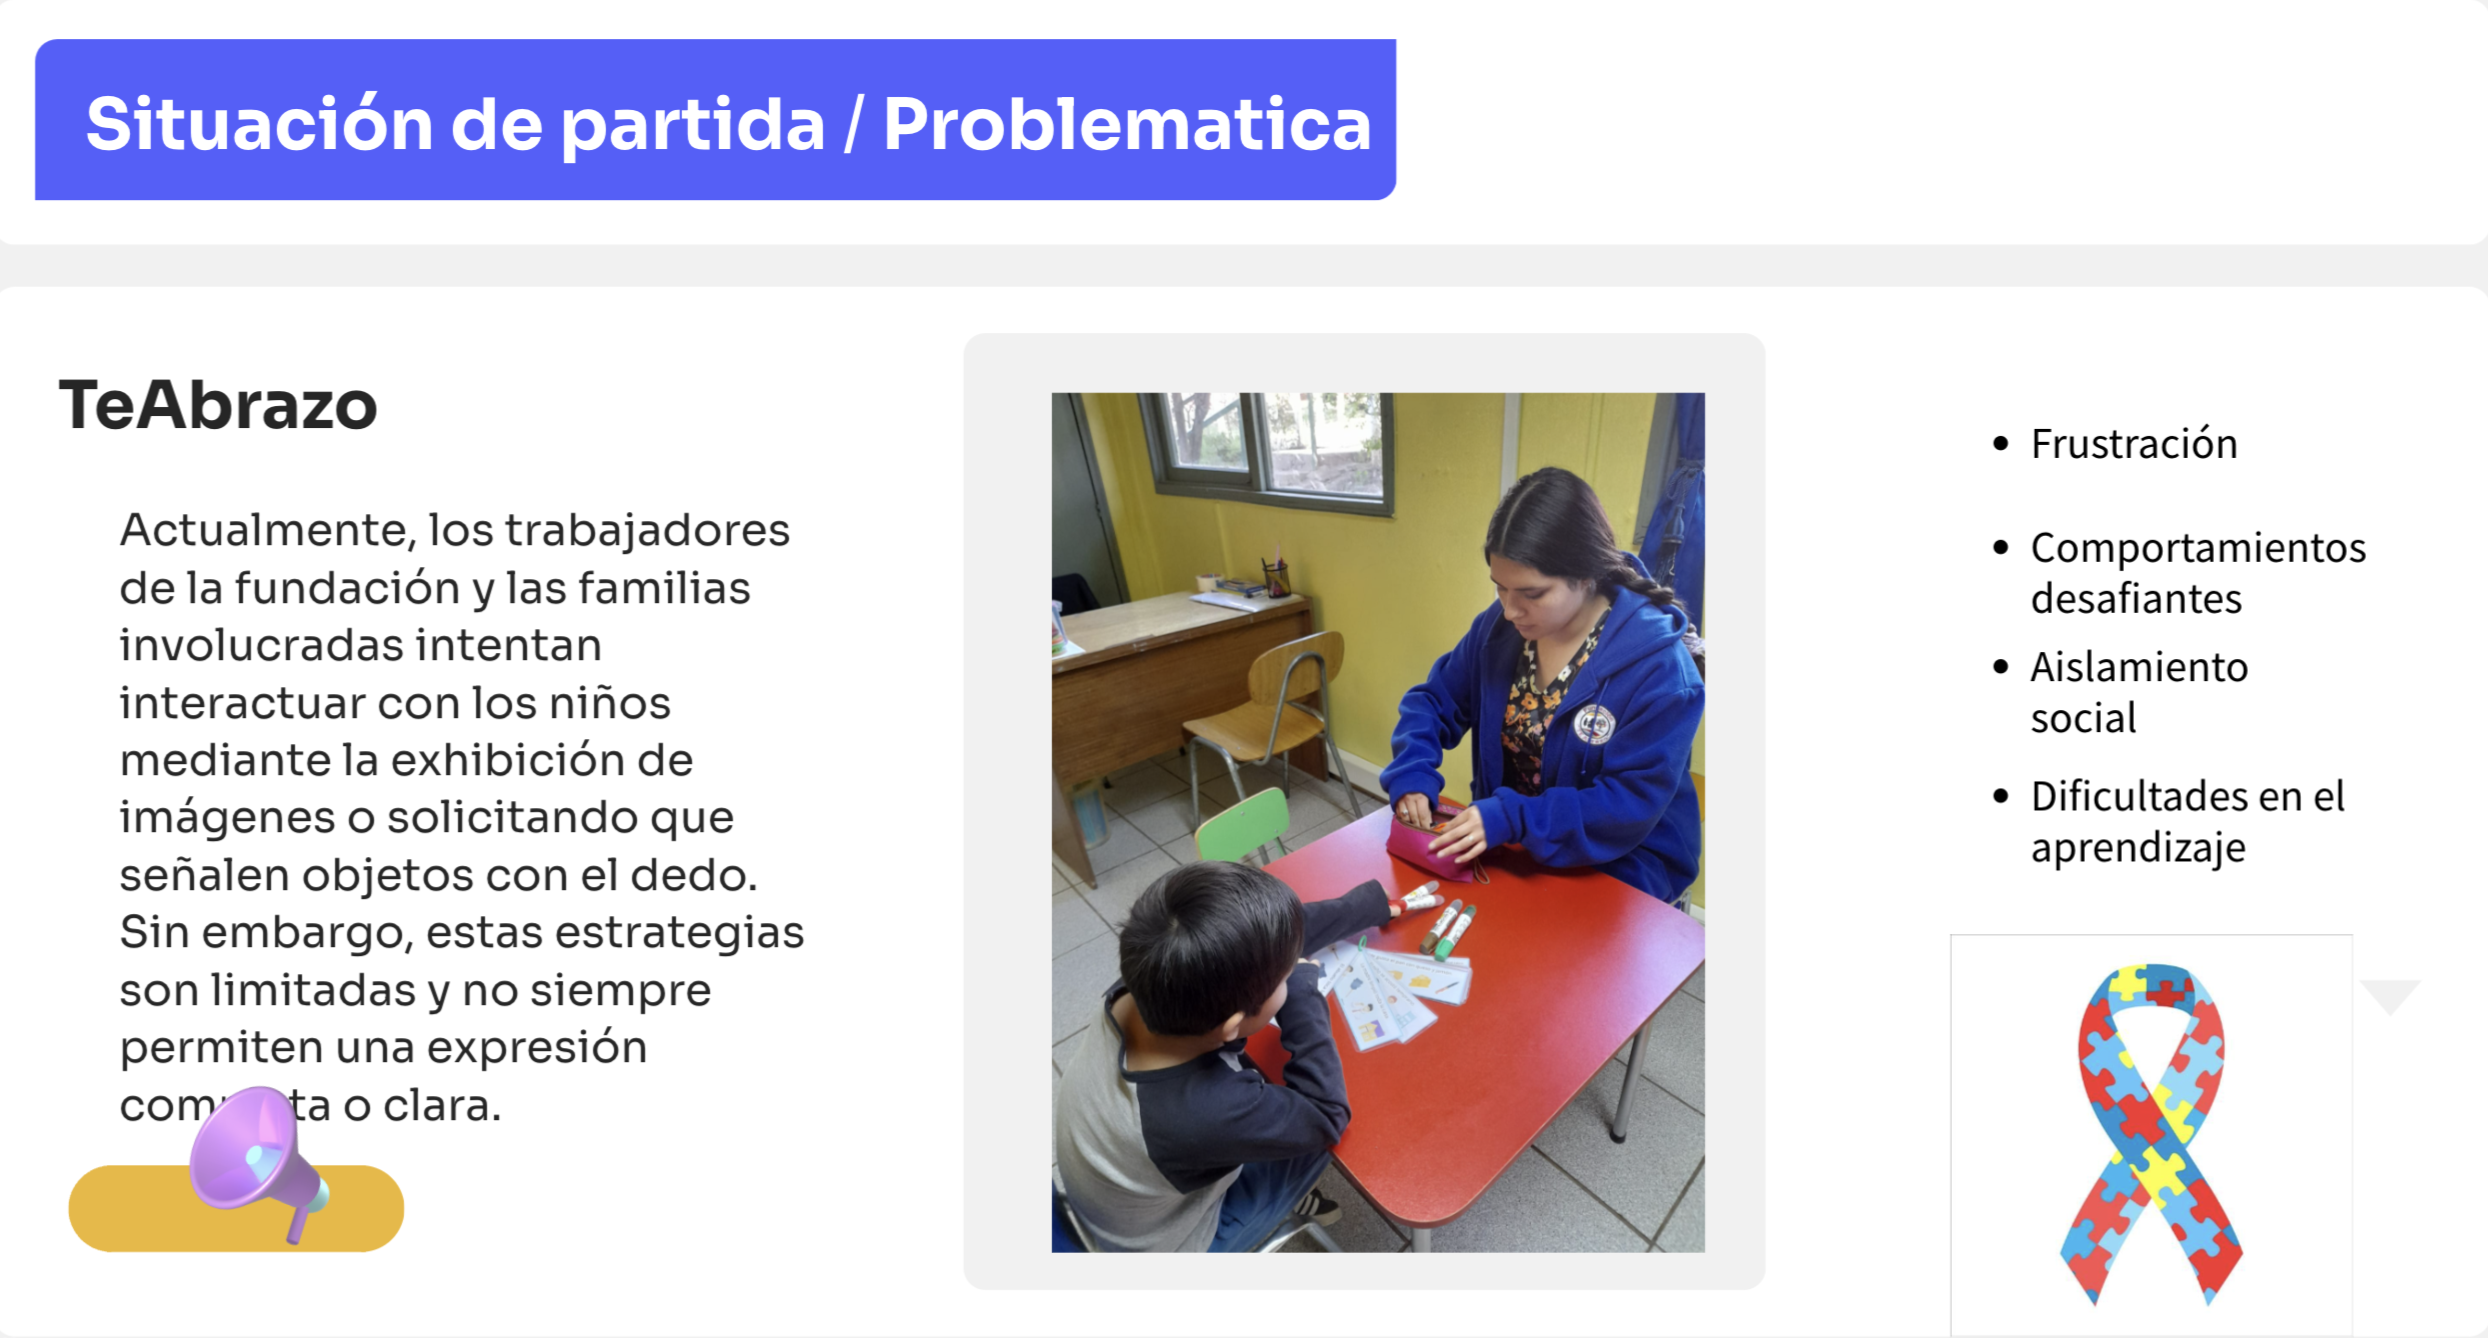 Situación de partida / Problematica
TeAbrazo
Actualmente, los trabajadores
de la fundación y las familias
involucradas intentan
interactuar con los niños
mediante la exhibición de
imágenes o solicitando que
señalen objetos con el dedo.
Sin embargo, estas estrategias
son limitadas y no siempre
permiten una expresión
o clara.
• Frustración
• Comportamientos
desafiantes
• Aislamiento
social
• Dificultades en el
aprendizaje